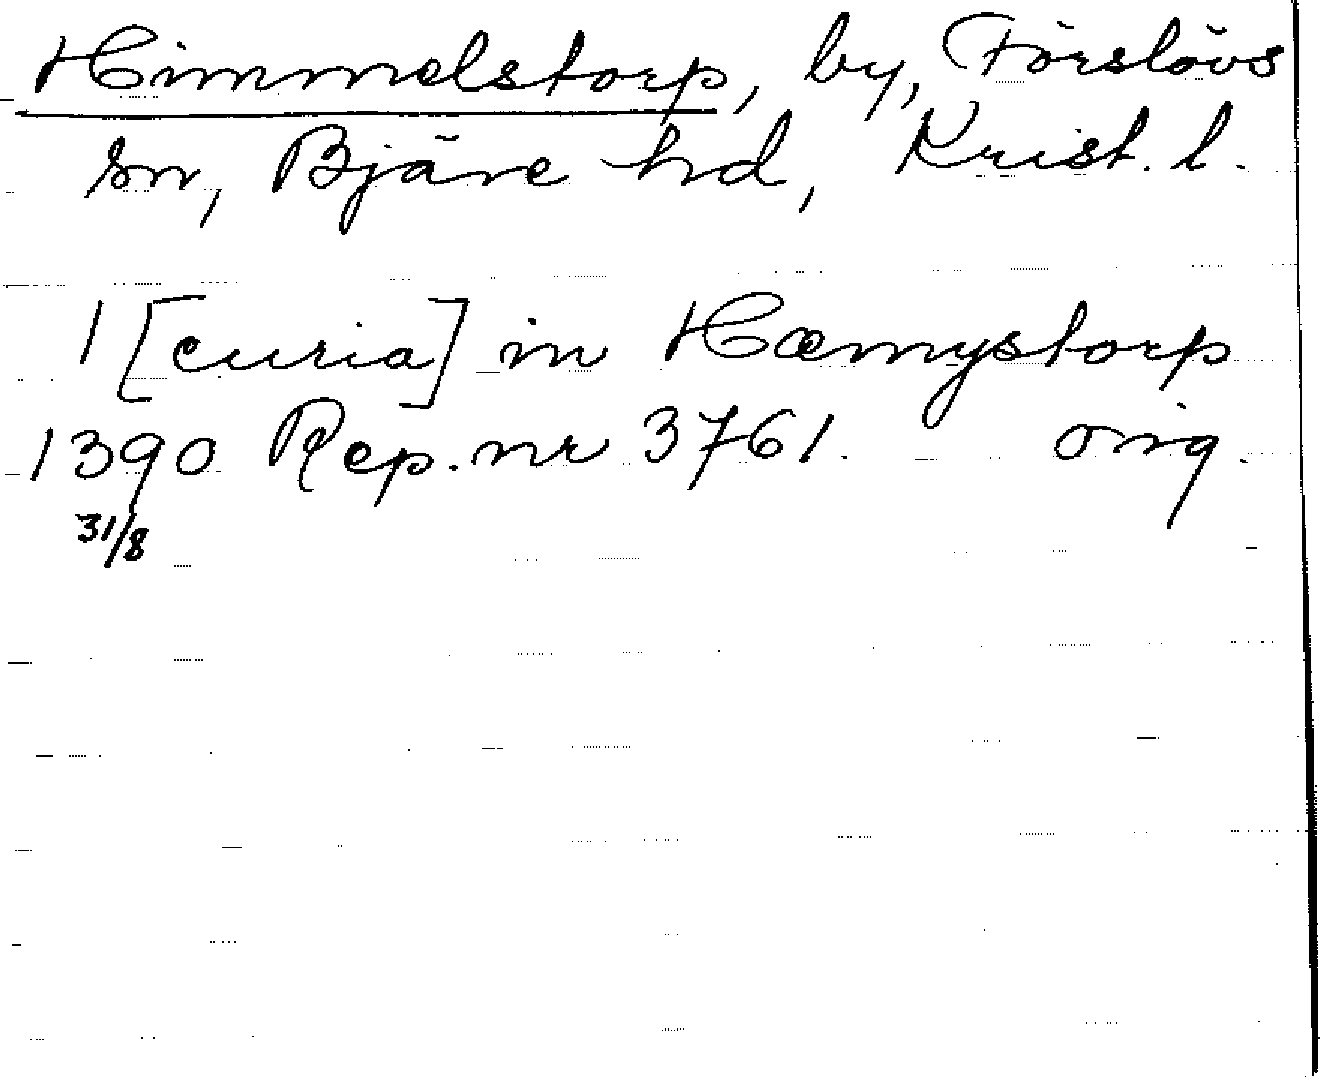 Himmelstorp, by, Förslövs
sn, Bjäre hd, Krist. l.
1 [curia] in Hæmystorp
1390 Rep. nr 3761. orig.
31/8